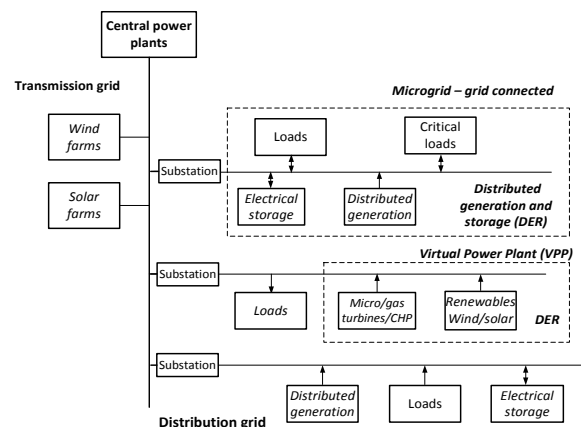 Central power
plants
Transmission grid
Microgrid – grid connected
Wind
farms
Loads
Critical
loads
Substation
Solar
farms
Electrical
storage
Distributed
generation
Distributed
generation and
storage (DER)
Virtual Power Plant (VPP)
Substation
Loads
Micro/gas
turbines/CHP
Renewables
Wind/solar
DER
Substation
Distributed
generation
Loads
Electrical
storage
Distribution grid